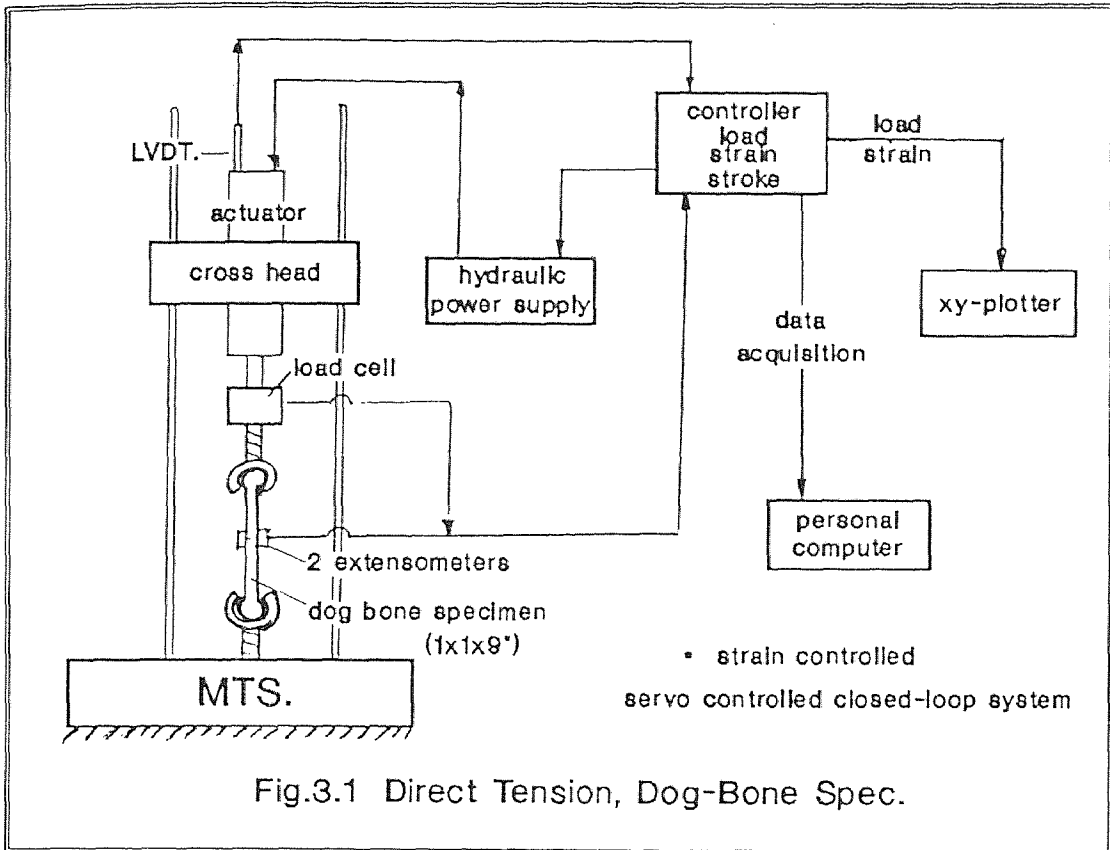 LVDT.
actuator
cross head
load cell
2 extensometers
dog bone specimen
(1x1x9")
MTS.
hydraulic
power supply
controller
load
strain
stroke
load
strain
xy-plotter
data
acquisition
personal
computer
• strain controlled
servo controlled closed-loop system
Fig.3.1 Direct Tension, Dog-Bone Spec.